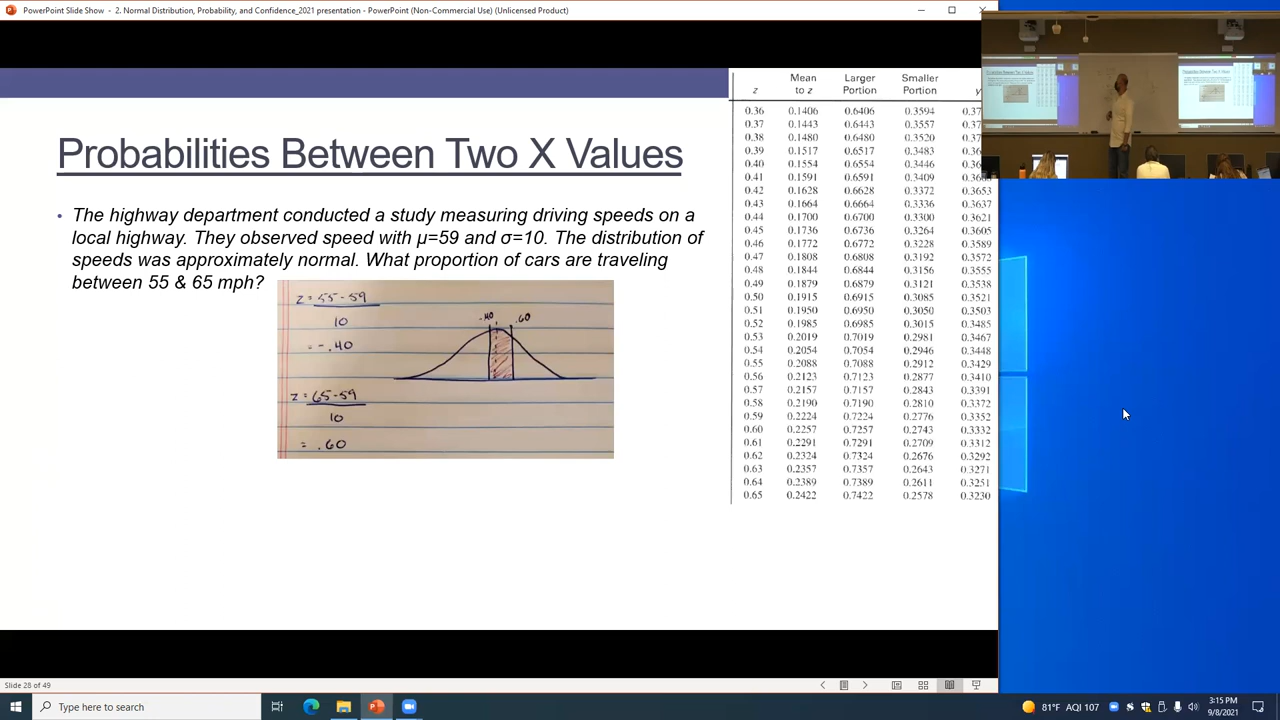 PowerPoint Slide Show - 2. Normal Distribution, Probability, and Confidence_2021 presentation - PowerPoint (Non-Commercial Use) (Unlicensed Product)
Probabilities Between Two X Values
• The highway department conducted a study measuring driving speeds on a
local highway. They observed speed with μ=59 and σ=10. The distribution of
speeds was approximately normal. What proportion of cars are traveling
between 55 & 65 mph?
z = 55-59
10
= -.40
z = 65-59
10
= .60
-.40 .60
Mean Larger Smaller
z to z Portion Portion y
0.36 0.1406 0.6406 0.3594 0.37
0.37 0.1443 0.6443 0.3557 0.37
0.38 0.1480 0.6480 0.3520 0.37
0.39 0.1517 0.6517 0.3483 0.36
0.40 0.1554 0.6554 0.3446 0.36
0.41 0.1591 0.6591 0.3409
0.42 0.1628 0.6628 0.3372 0.3653
0.43 0.1664 0.6664 0.3336 0.3637
0.44 0.1700 0.6700 0.3300 0.3621
0.45 0.1736 0.6736 0.3264 0.3605
0.46 0.1772 0.6772 0.3228 0.3589
0.47 0.1808 0.6808 0.3192 0.3572
0.48 0.1844 0.6844 0.3156 0.3555
0.49 0.1879 0.6879 0.3121 0.3538
0.50 0.1915 0.6915 0.3085 0.3521
0.51 0.1950 0.6950 0.3050 0.3503
0.52 0.1985 0.6985 0.3015 0.3485
0.53 0.2019 0.7019 0.2981 0.3467
0.54 0.2054 0.7054 0.2946 0.3448
0.55 0.2088 0.7088 0.2912 0.3429
0.56 0.2123 0.7123 0.2877 0.3410
0.57 0.2157 0.7157 0.2843 0.3391
0.58 0.2190 0.7190 0.2810 0.3372
0.59 0.2224 0.7224 0.2776 0.3352
0.60 0.2257 0.7257 0.2743 0.3332
0.61 0.2291 0.7291 0.2709 0.3312
0.62 0.2324 0.7324 0.2676 0.3292
0.63 0.2357 0.7357 0.2643 0.3271
0.64 0.2389 0.7389 0.2611 0.3251
0.65 0.2422 0.7422 0.2578 0.3230
Slide 28 of 49
Type here to search
81°F AQI 107
3:15 PM
9/8/2021